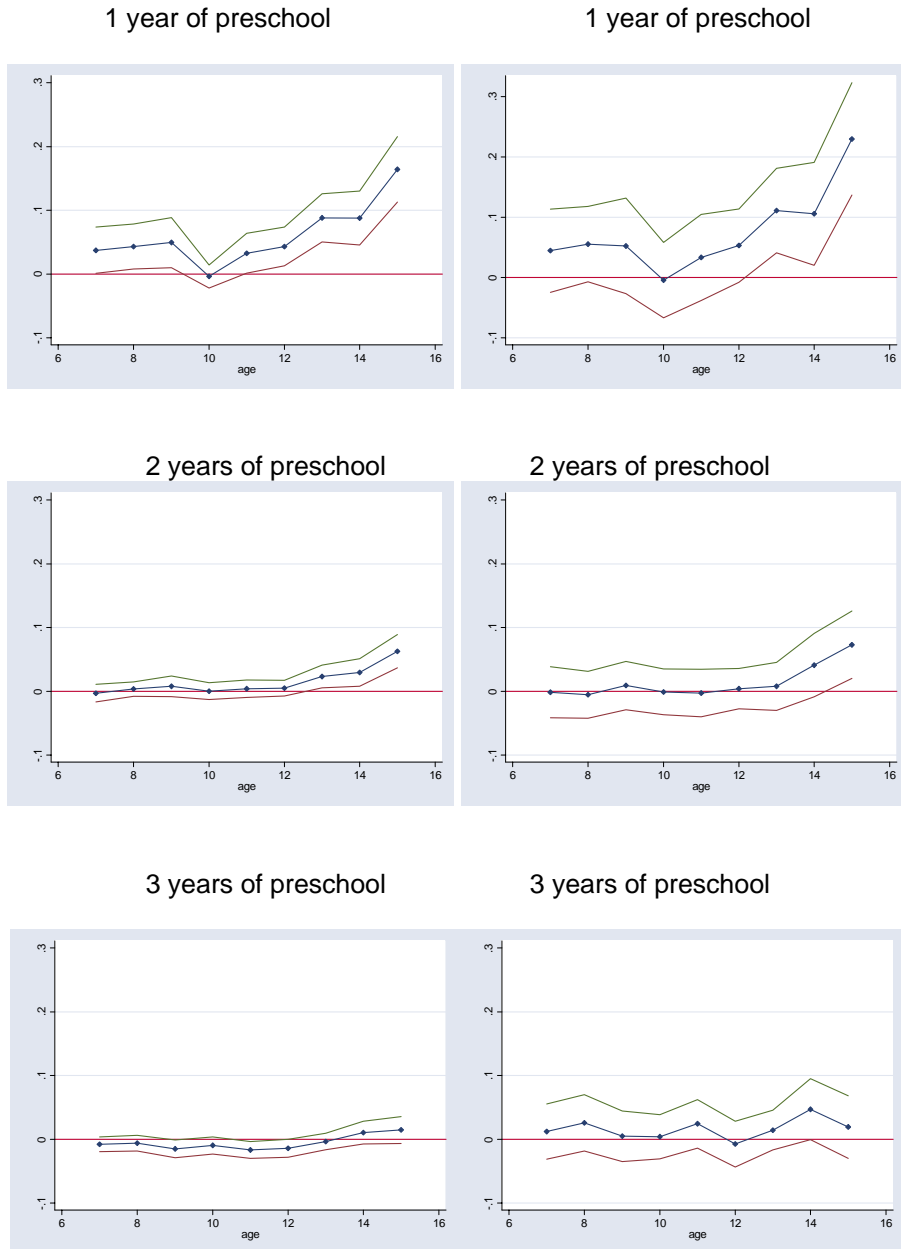 1 year of preschool
1 year of preschool
.3
.2
.1
0
-.1
6 8 10 12 14 16
age
.3
.2
.1
0
-.1
6 8 10 12 14 16
age
2 years of preschool
2 years of preschool
.3
.2
.1
0
-.1
6 8 10 12 14 16
age
.3
.2
.1
0
-.1
6 8 10 12 14 16
age
3 years of preschool
3 years of preschool
.3
.2
.1
0
-.1
6 8 10 12 14 16
age
.3
.2
.1
0
-.1
6 8 10 12 14 16
age